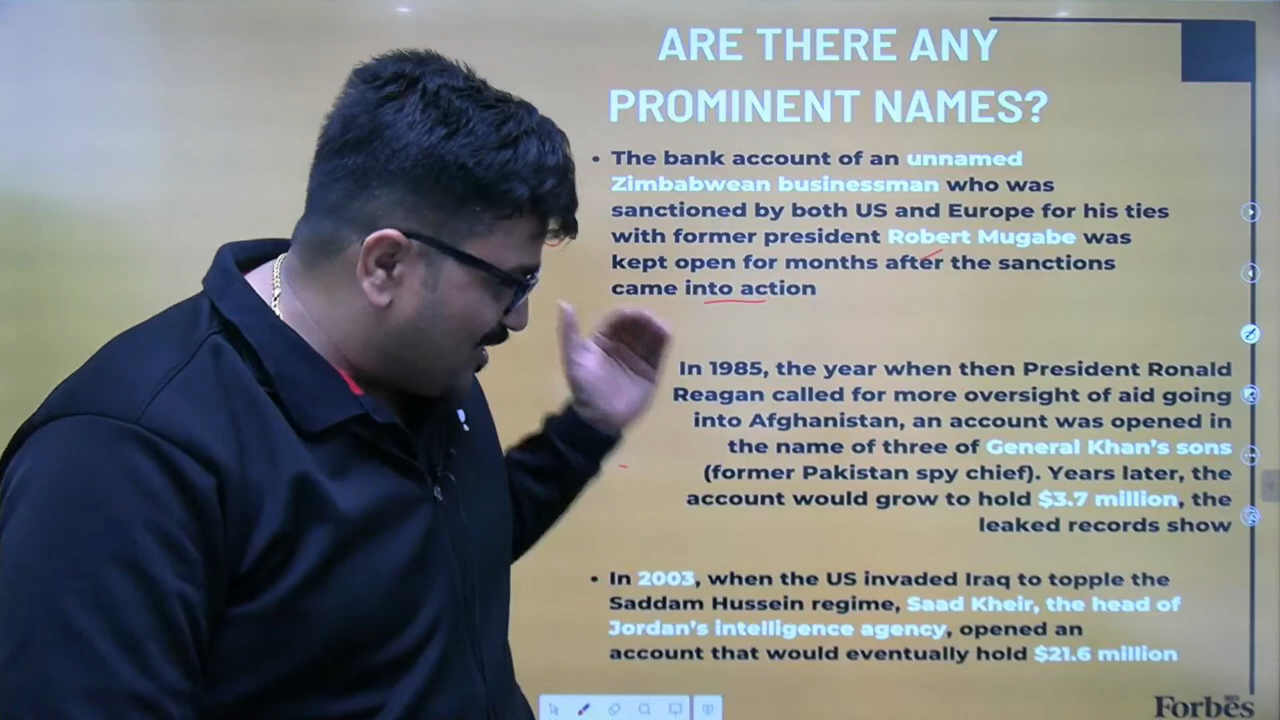 ARE THERE ANY
PROMINENT NAMES?
• The bank account of an unnamed
Zimbabwean businessman who was
sanctioned by both US and Europe for his ties
with former president Robert Mugabe was
kept open for months after the sanctions
came into action
In 1985, the year when then President Ronald
Reagan called for more oversight of aid going
into Afghanistan, an account was opened in
the name of three of General Khan's sons
(former Pakistan spy chief). Years later, the
account would grow to hold $3.7 million, the
leaked records show
• In 2003, when the US invaded Iraq to topple the
Saddam Hussein regime, Saad Kheir, the head of
Jordan's intelligence agency, opened an
account that would eventually hold $21.6 million
Forbes